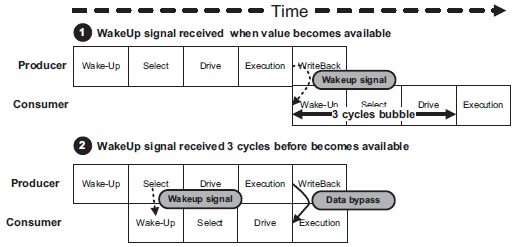 Time
1 WakeUp signal received when value becomes available
Producer Wake-Up Select Drive Execution WriteBack
Wakeup signal
Consumer Wake-Up Select Drive Execution
3 cycles bubble
2 WakeUp signal received 3 cycles before becomes available
Producer Wake-Up Select Drive Execution WriteBack
Wakeup signal Data bypass
Consumer Wake-Up Select Drive Execution